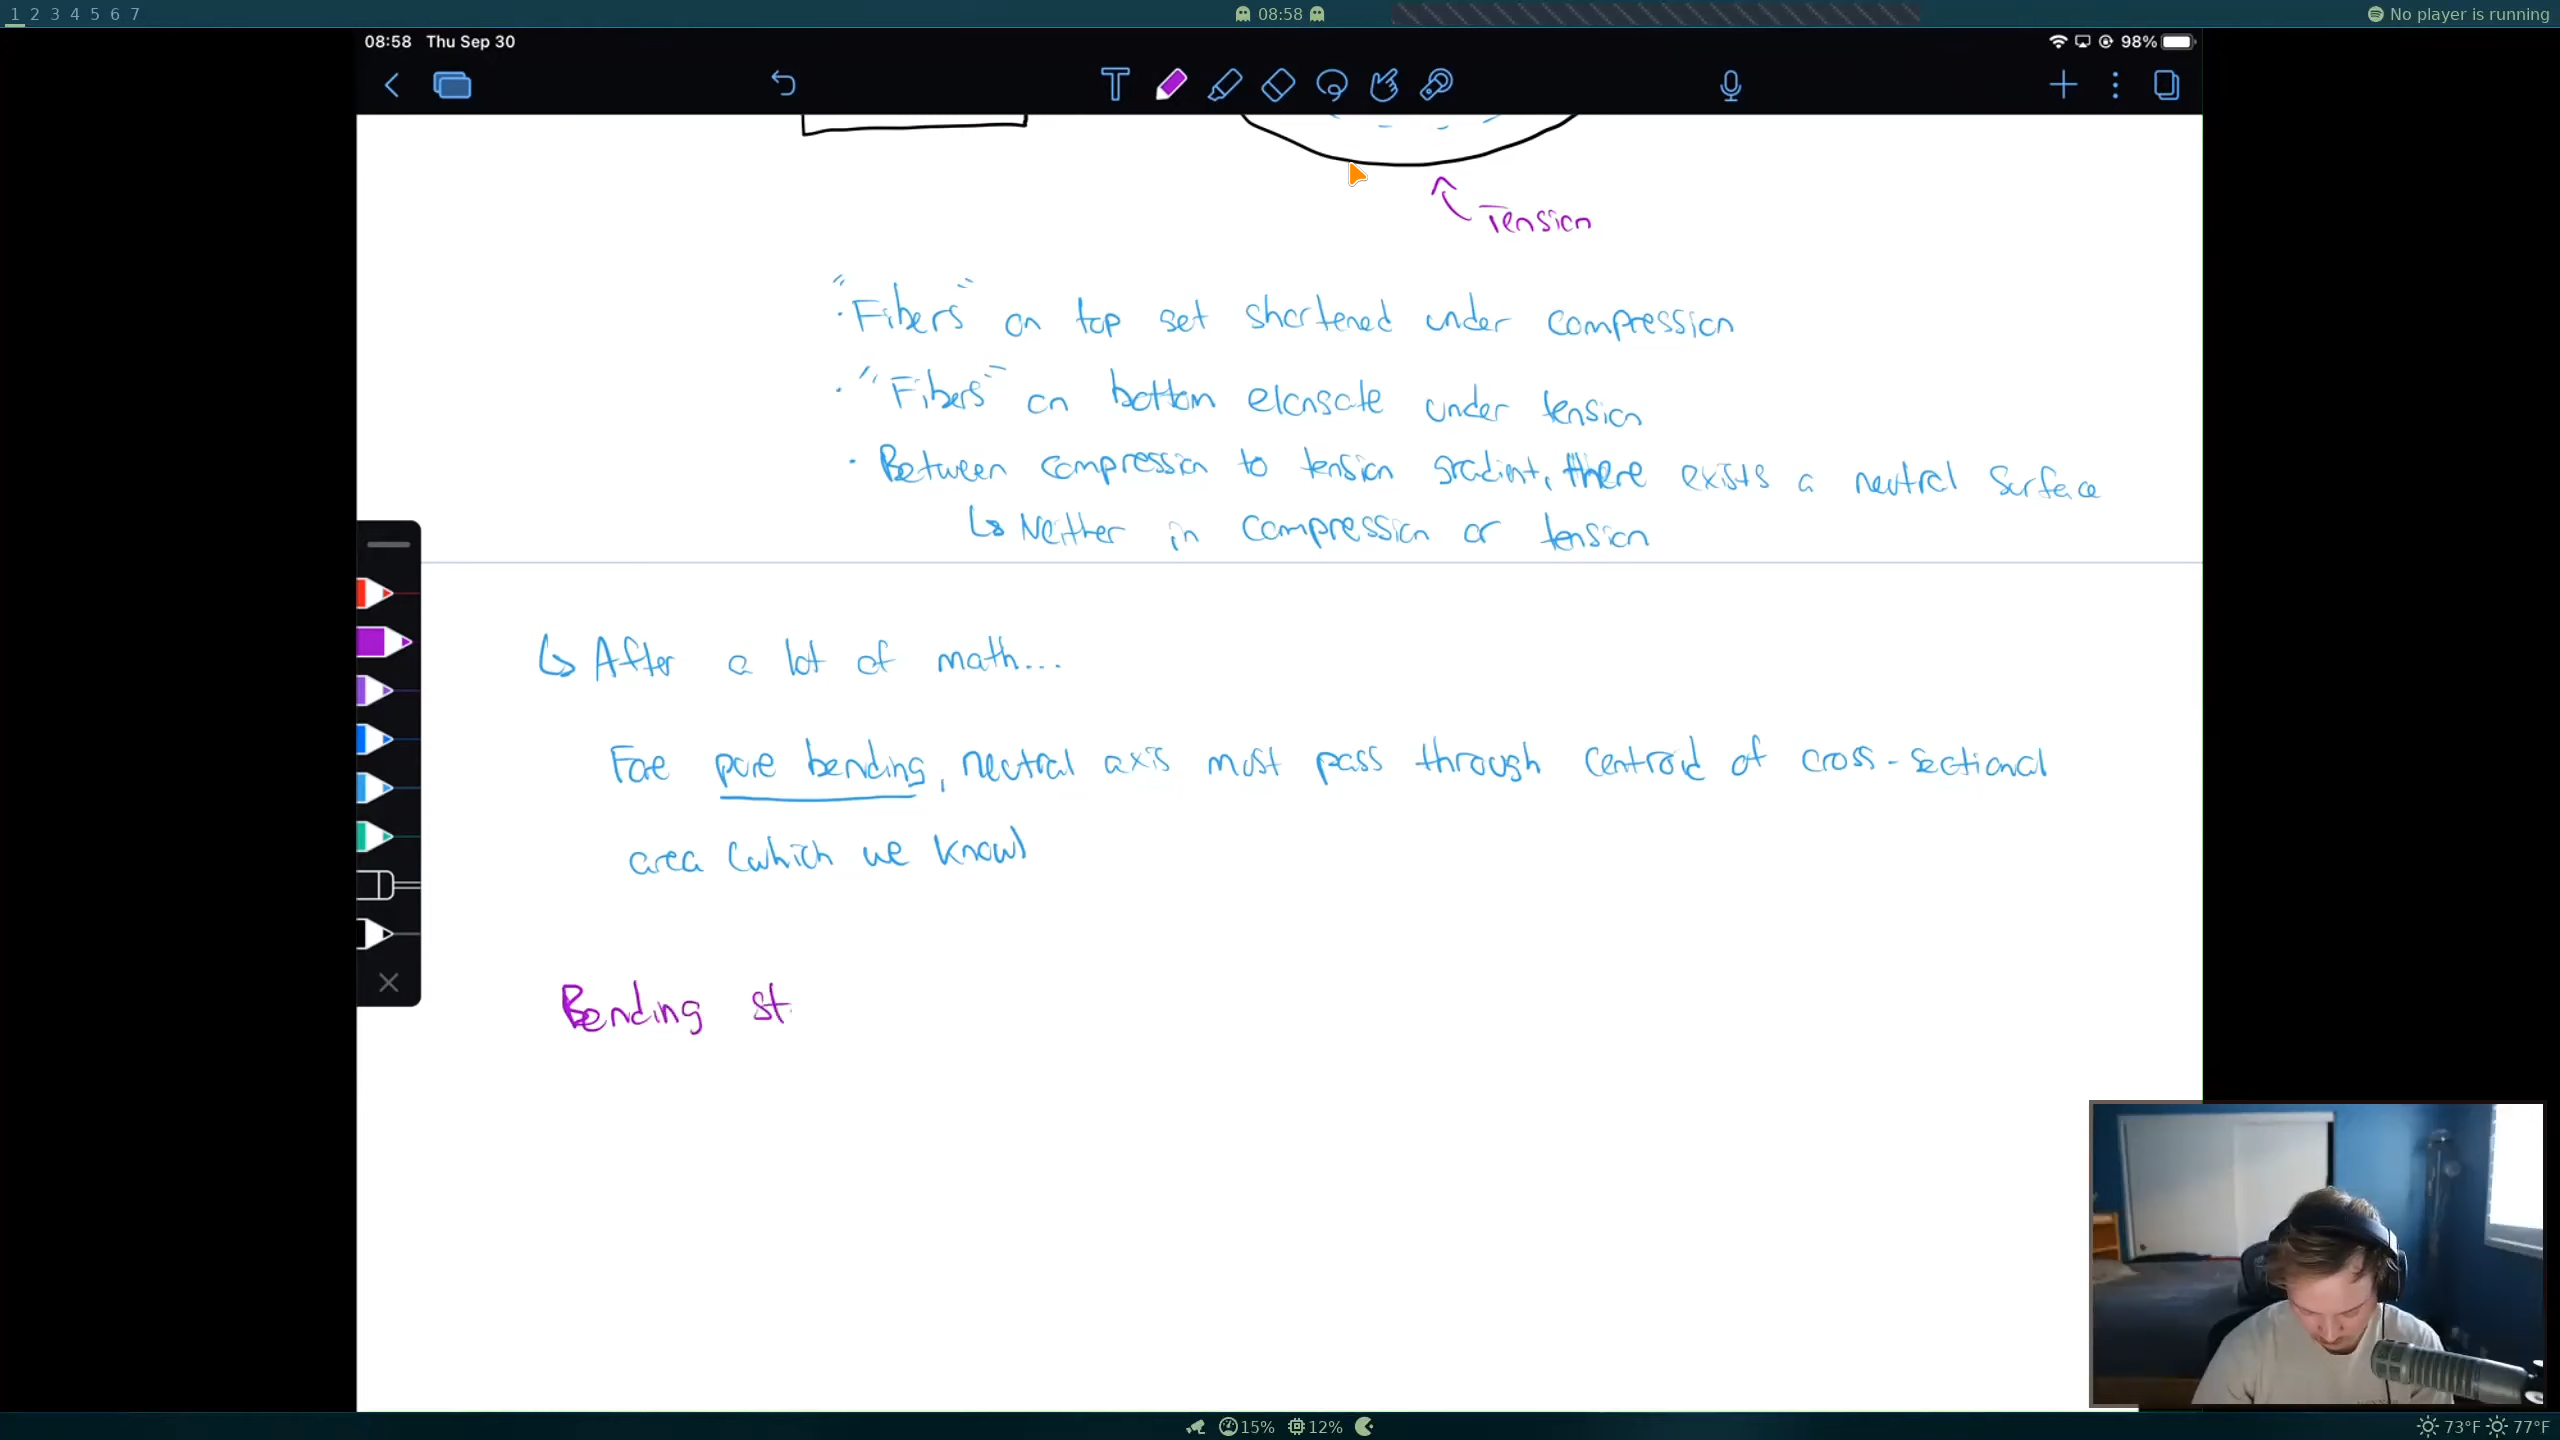 1 2 3 4 5 6 7
08:58
No player is running
08:58 Thu Sep 30
98%
Tension
"Fibers" on top get shortened under compression
"Fibers" on bottom elongate under tension
Between compression to tension gradient, there exists a neutral surface
↳ Neither in compression or tension
↳ After a lot of math...
For pure bending, neutral axis must pass through centroid of cross-sectional
area (which we know)
Bending st
15% 12%
73°F 77°F